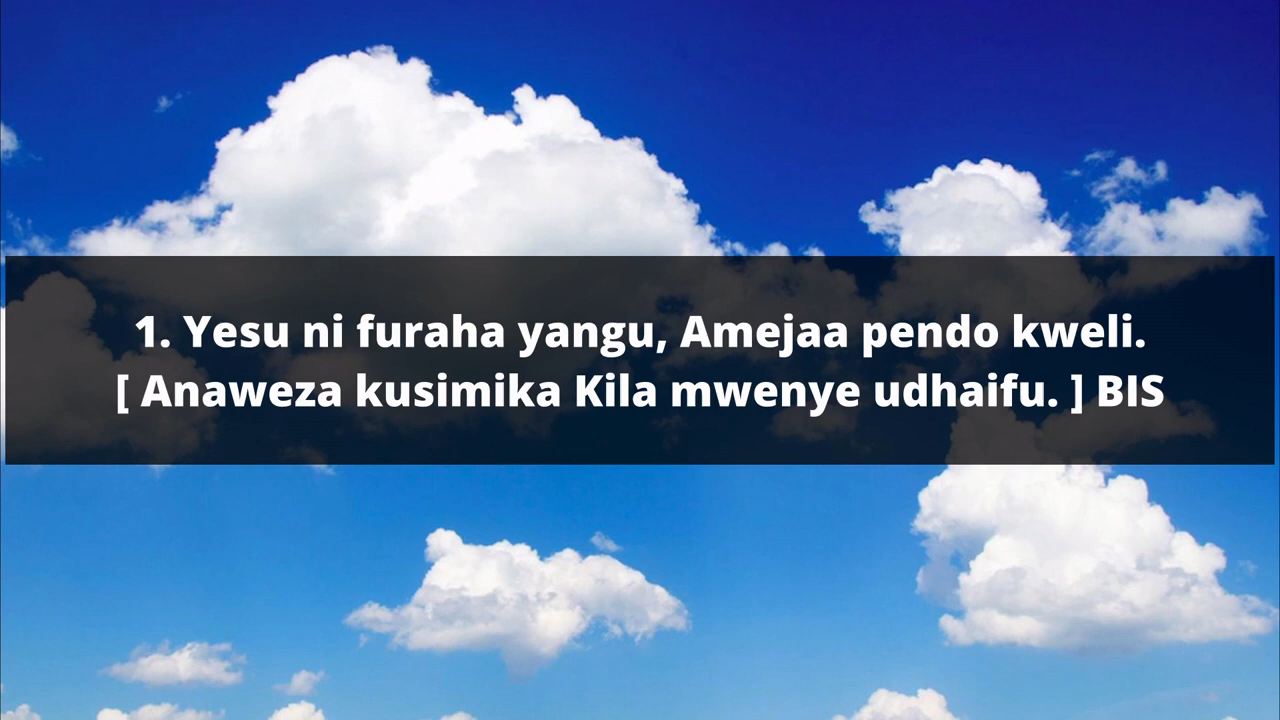 1. Yesu ni furaha yangu, Amejaa pendo kweli.
[ Anaweza kusimika Kila mwenye udhaifu. ] BIS